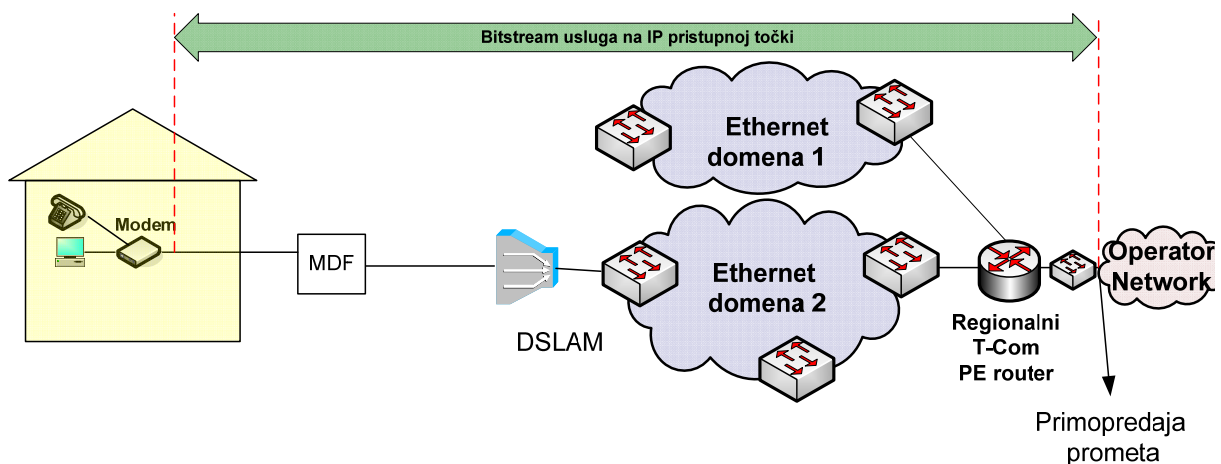 Bitstream usluga na IP pristupnoj točki
Ethernet
domena 1
Modem
MDF
DSLAM
Ethernet
domena 2
Regionalni
T-Com
PE router
Operator
Network
Primopredaja
prometa